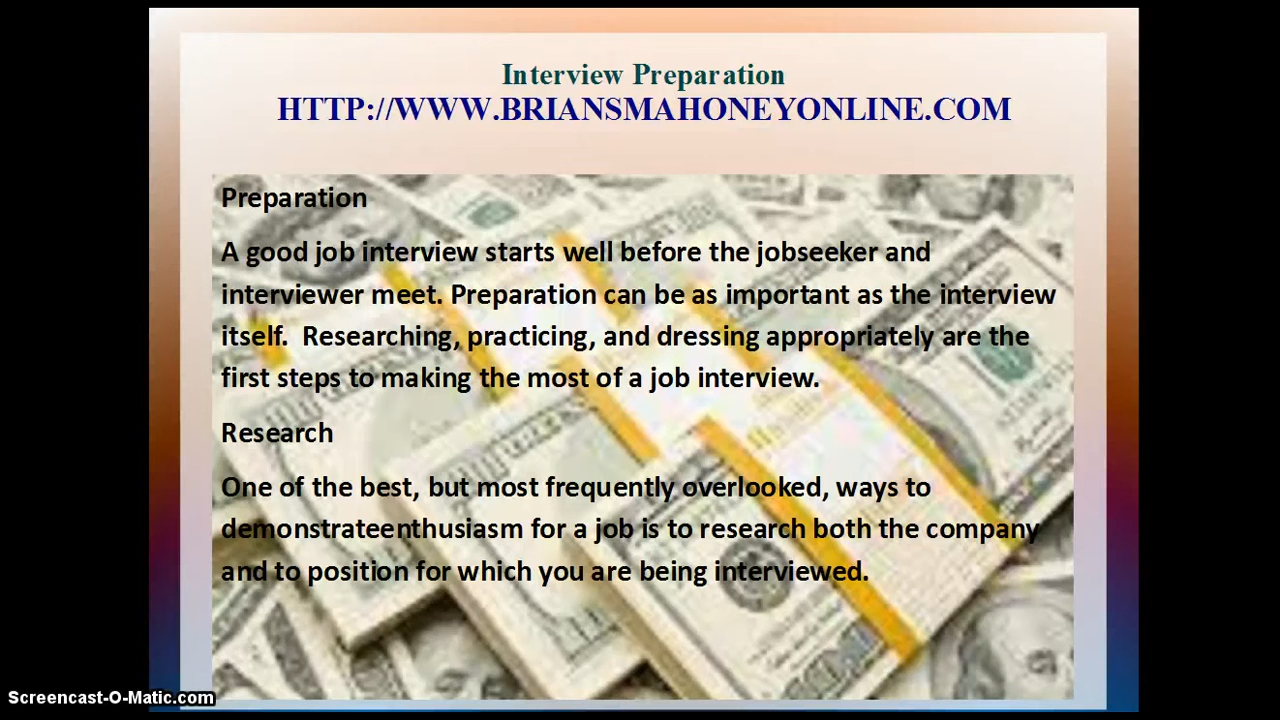 Interview Preparation
HTTP://WWW.BRIANSMAHONEYONLINE.COM
Preparation
A good job interview starts well before the jobseeker and
interviewer meet. Preparation can be as important as the interview
itself.  Researching, practicing, and dressing appropriately are the
first steps to making the most of a job interview.
Research
One of the best, but most frequently overlooked, ways to
demonstrateenthusiasm for a job is to research both the company
and to position for which you are being interviewed.
Screencast-O-Matic.com